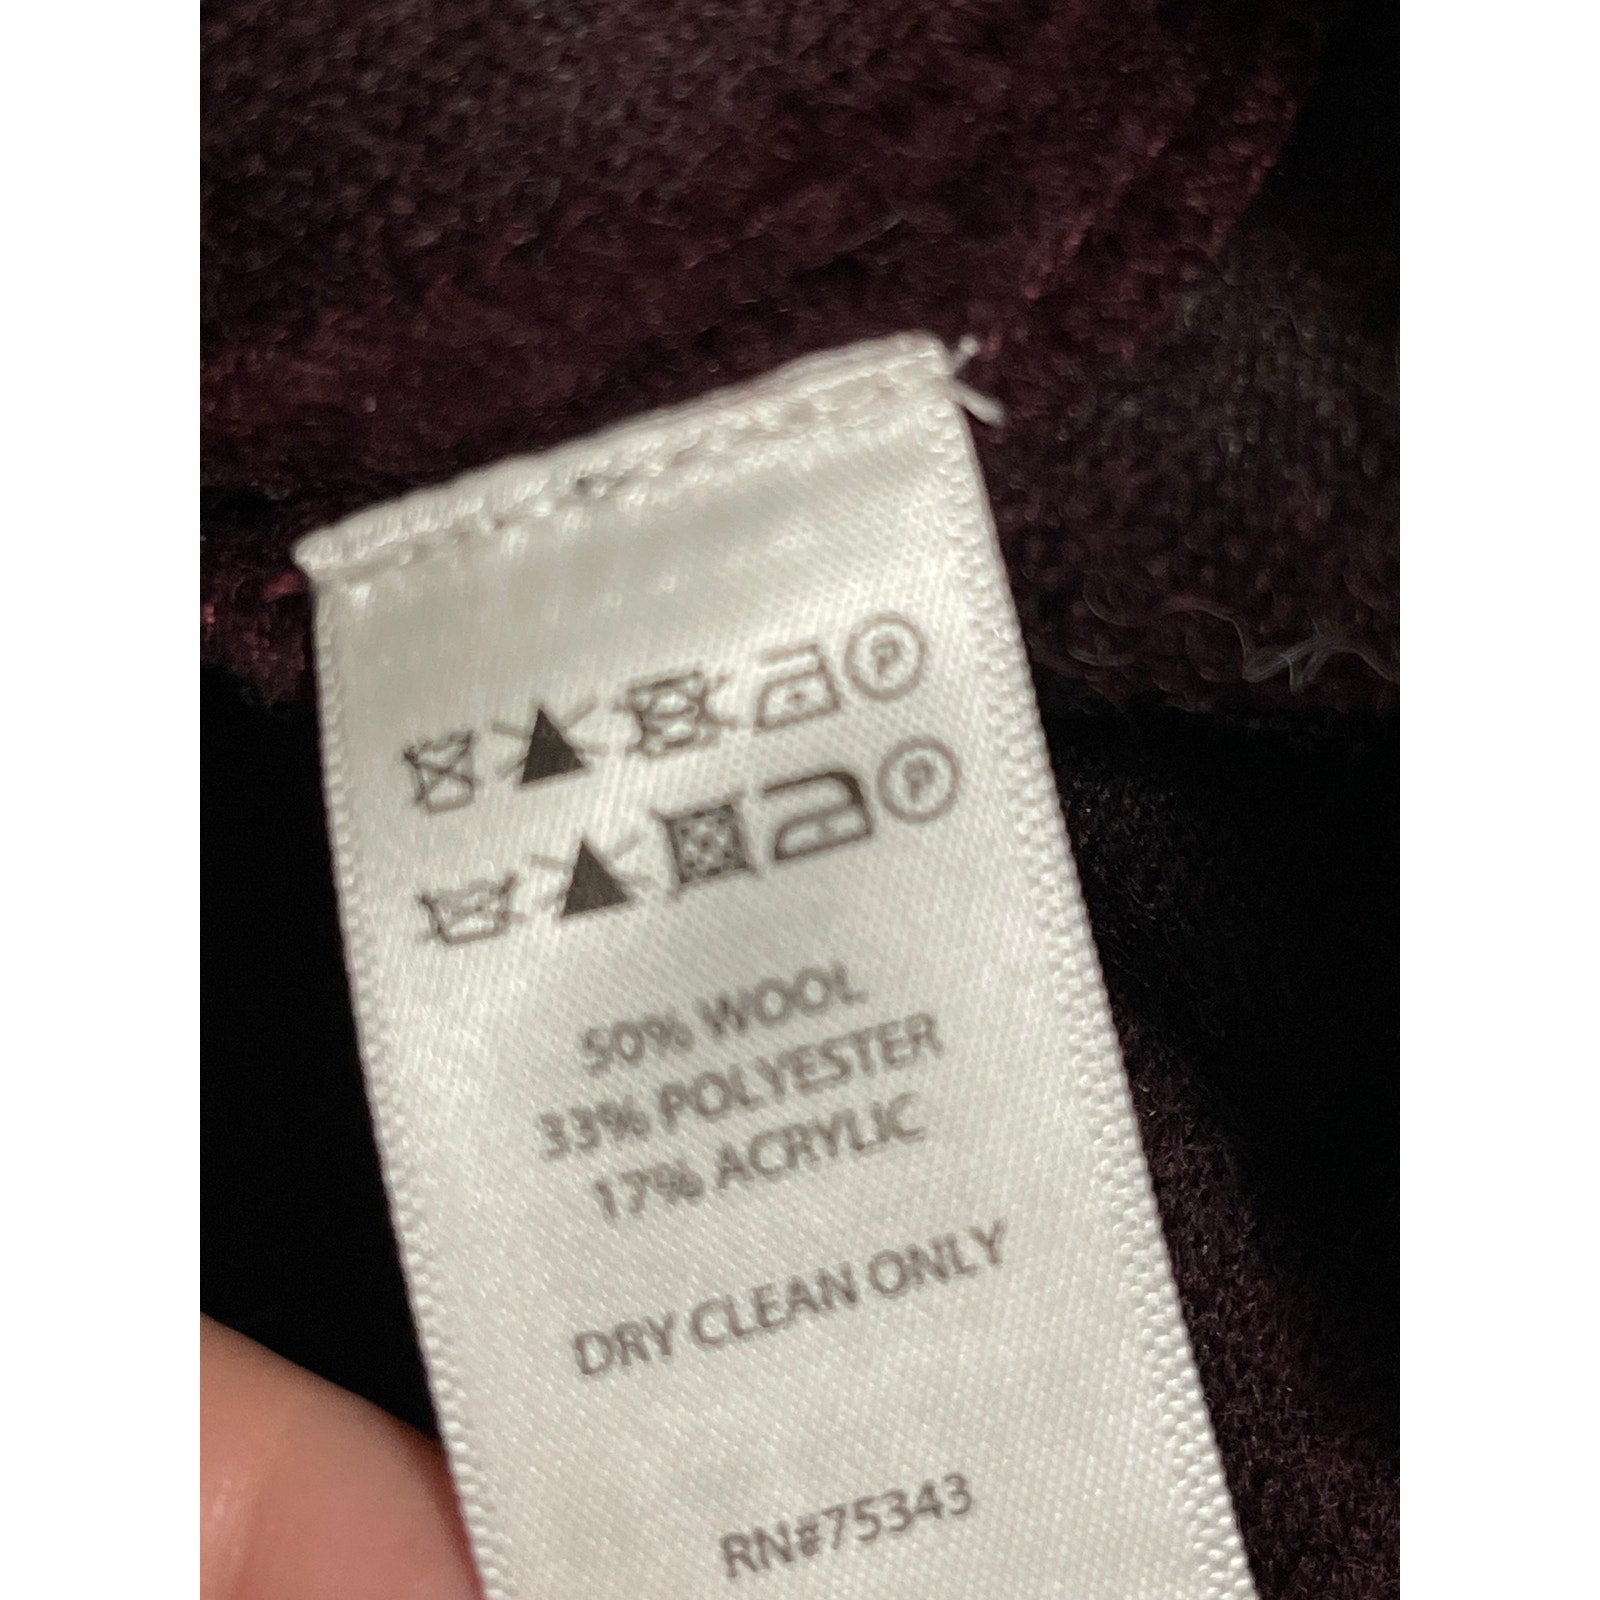 P
P
50% WOOL
33% POLYESTER
17% ACRYLIC
DRY CLEAN ONLY
RN#75343